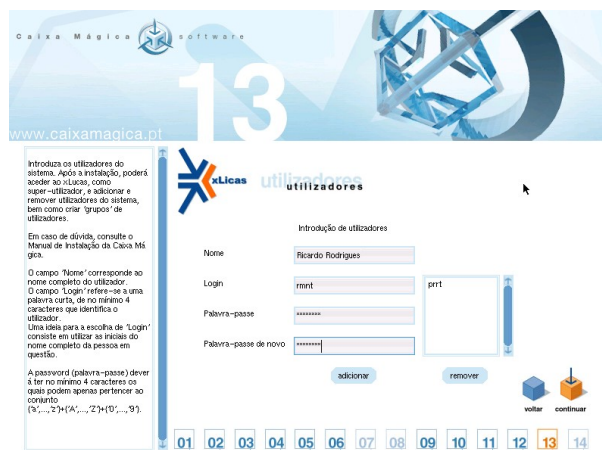 Caixa Mágica software
13
www.caixamagica.pt
Introduza os utilizadores do
sistema. Após a instalação, poderá
aceder ao xLucas, como
super-utilizador, e adicionar e
remover utilizadores do sistema,
bem como criar 'grupos' de
utilizadores.
Em caso de dúvida, consulte o
Manual de Instalação da Caixa Má
gica.
O campo 'Nome' corresponde ao
nome completo do utilizador.
O campo 'Login' refere-se a uma
palavra curta, de no mínimo 4
caracteres que identifica o
utilizador.
Uma ideia para a escolha de 'Login'
consiste em utilizar as iniciais do
nome completo da pessoa em
questão.
A password (palavra-passe) dever
á ter no mínimo 4 caracteres os
quais podem apenas pertencer ao
conjunto
{'a',...,'z'}+{'A',...,'Z'}+{'0',...,'9'}.
xLicas
utilizadores
utilizadores
Introdução de utilizadores
Nome
Ricardo Rodrigues
Login
rmnt
prrt
Palavra-passe
********
Palavra-passe de novo
********
adicionar
remover
voltar
continuar
01 02 03 04 05 06 07 08 09 10 11 12 13 14